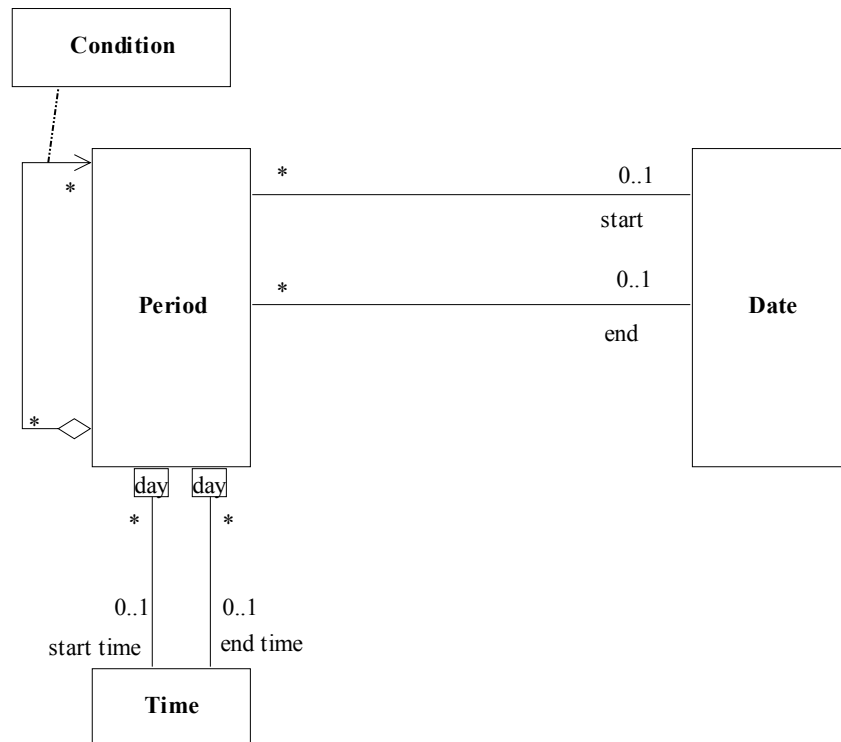 Condition
*
* 0..1
start
* 0..1
Period Date
end
*
day day
* *
0..1 0..1
start time end time
Time